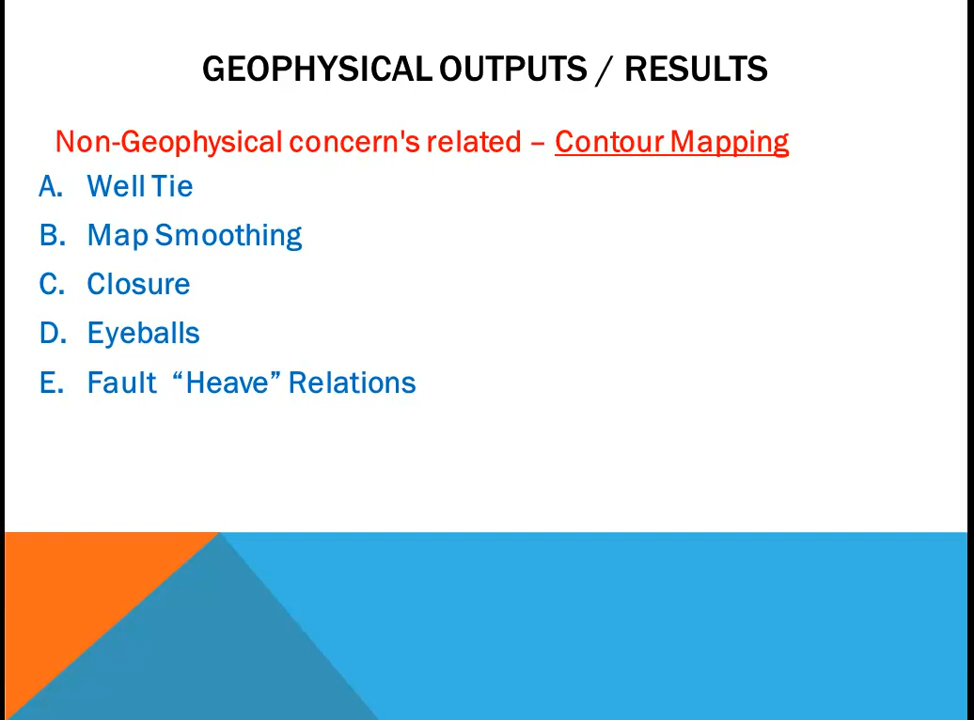 GEOPHYSICAL OUTPUTS / RESULTS
Non-Geophysical concern's related – Contour Mapping
A. Well Tie
B. Map Smoothing
C. Closure
D. Eyeballs
E. Fault “Heave” Relations